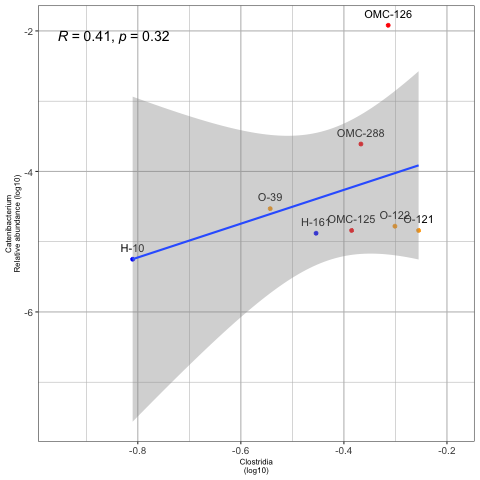 OMC-126
-2
R = 0.41, p = 0.32
OMC-288
-4
O-39
H-161
OMC-125
O-122
O-121
H-10
-6
Catenibacterium
Relative abundance (log10)
-0.8
-0.6
-0.4
-0.2
Clostridia
(log10)